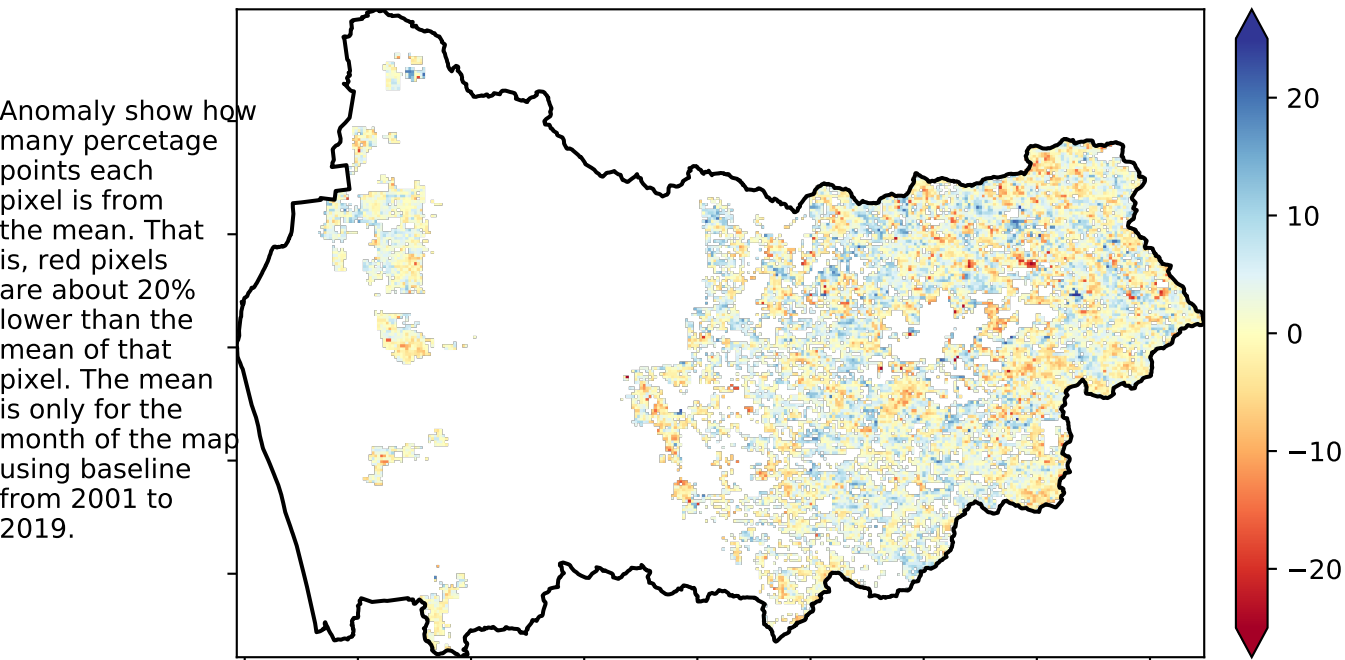 Anomaly show how
many percetage
points each
pixel is from
the mean. That
is, red pixels
are about 20%
lower than the
mean of that
pixel. The mean
is only for the
month of the map
using baseline
from 2001 to
2019.
20
10
0
−10
−20